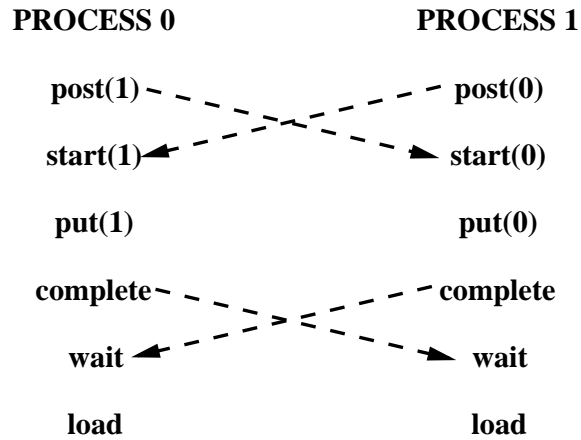 PROCESS 0 PROCESS 1
post(1) post(0)
start(1) start(0)
put(1) put(0)
complete complete
wait wait
load load